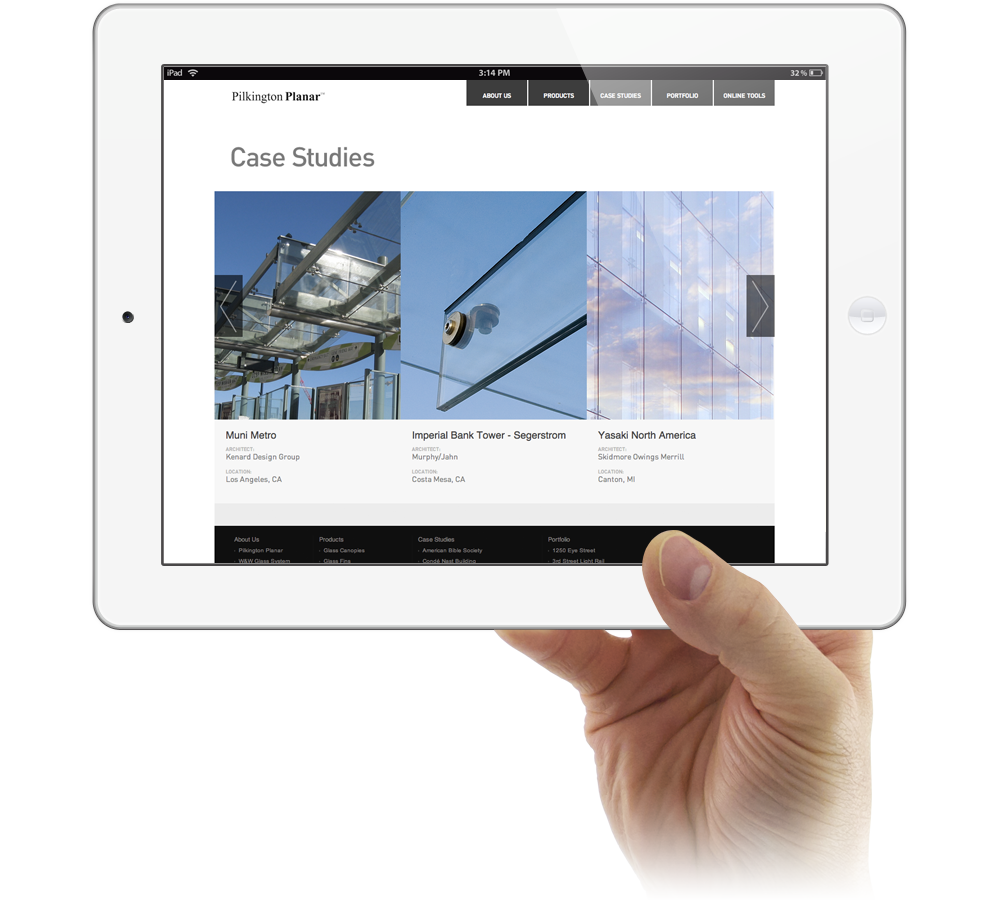 iPad 3:14 PM 32%
Pilkington Planar™
ABOUT US PRODUCTS CASE STUDIES PORTFOLIO ONLINE TOOLS
Case Studies
Muni Metro Imperial Bank Tower - Segerstrom Yasaki North America
ARCHITECT: ARCHITECT: ARCHITECT:
Kenard Design Group Murphy/Jahn Skidmore Owings Merrill
LOCATION: LOCATION: LOCATION:
Los Angeles, CA Costa Mesa, CA Canton, MI
About Us Products Case Studies Portfolio
› Pilkington Planar › Glass Canopies › American Bible Society › 1250 Eye Street
› W&W Glass System › Glass Fins › Condé Nast Building › 3rd Street Light Rail